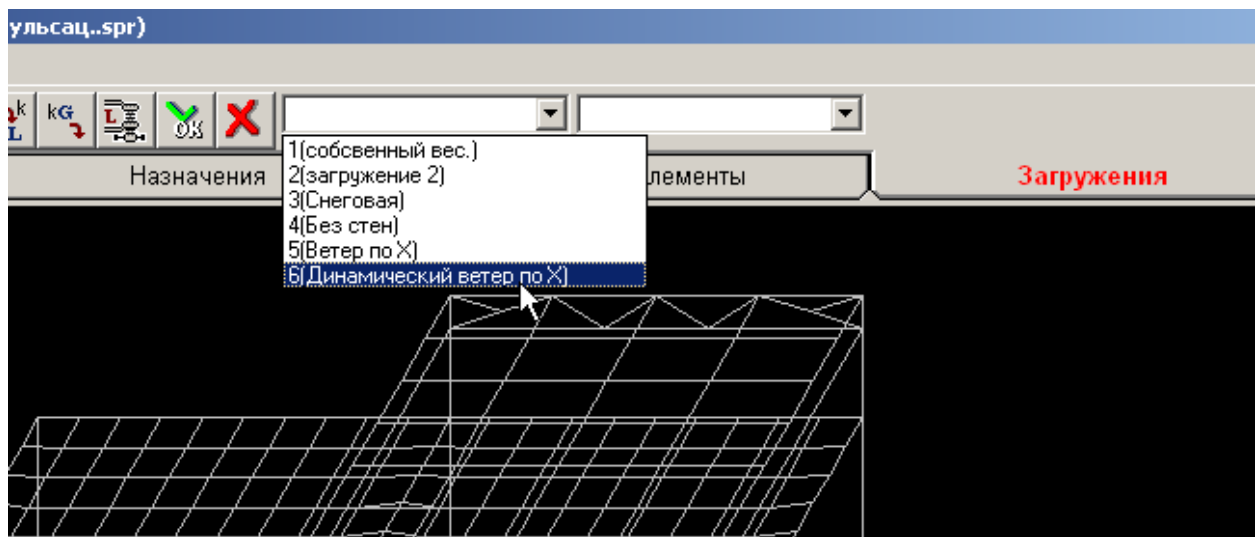 ульсац..spr)
k
L
kG
L
OK
1(собсвенный вес.)
2(загружение 2)
3(Снеговая)
4(Без стен)
5(Ветер по X)
6(Динамический ветер по X)
Назначения
лементы
Загружения